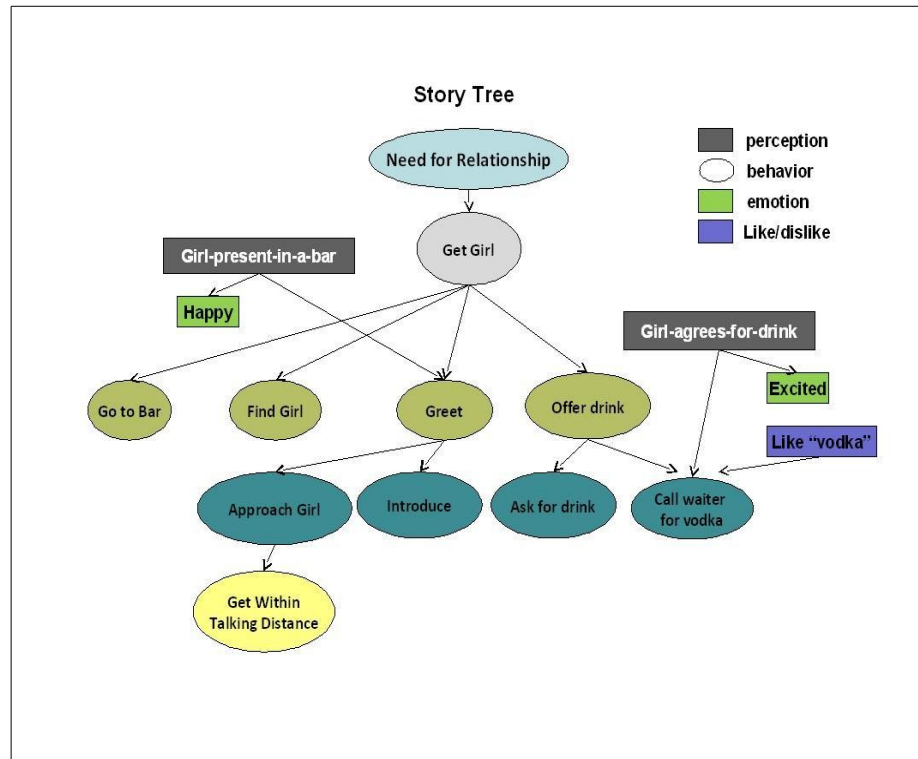 Story Tree
Need for Relationship
perception
behavior
emotion
Like/dislike
Get Girl
Girl-present-in-a-bar
Happy
Girl-agrees-for-drink
Excited
Go to Bar
Find Girl
Greet
Offer drink
Like “vodka”
Approach Girl
Introduce
Ask for drink
Call waiter
for vodka
Get Within
Talking Distance